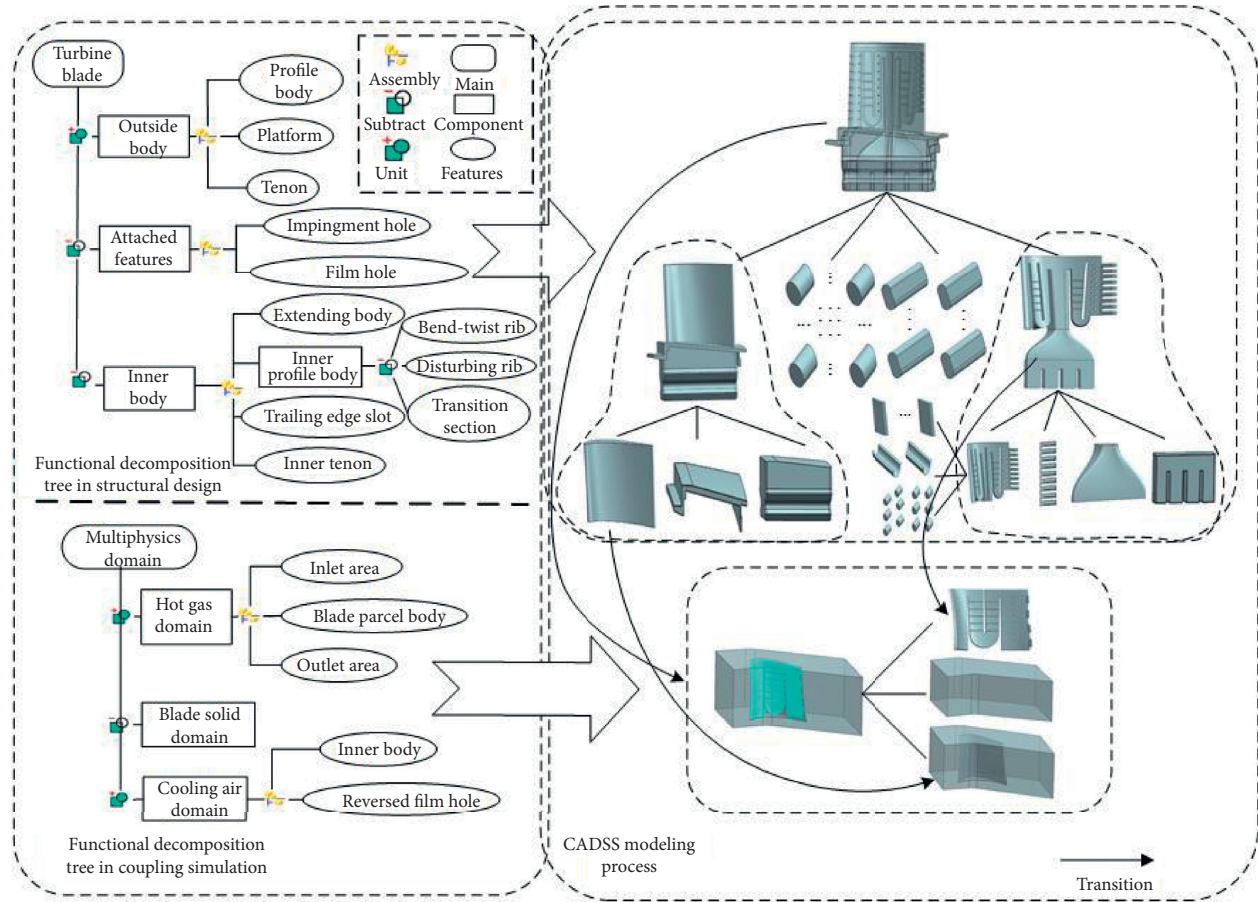 Turbine
blade
Outside
body
Profile
body
Platform
Tenon
Attached
features
Impingment hole
Film hole
Inner
body
Extending body
Inner
profile body
Bend-twist rib
Disturbing rib
Transition
section
Trailing edge slot
Inner tenon
Functional decomposition
tree in structural design
Assembly
Main
Subtract
Component
Unit
Features
Multiphysics
domain
Hot gas
domain
Inlet area
Blade parcel body
Outlet area
Blade solid
domain
Cooling air
domain
Inner body
Reversed film hole
Functional decomposition
tree in coupling simulation
CADSS modeling
process
Transition